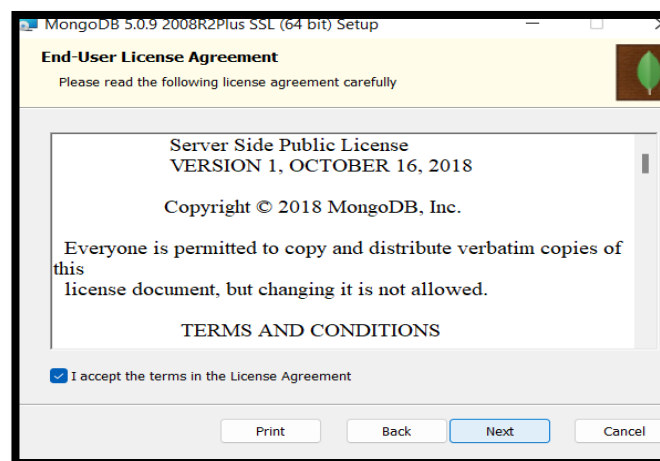 MongoDB 5.0.9 2008R2Plus SSL (64 bit) Setup
End-User License Agreement
Please read the following license agreement carefully
Server Side Public License
VERSION 1, OCTOBER 16, 2018
Copyright © 2018 MongoDB, Inc.
Everyone is permitted to copy and distribute verbatim copies of
this
license document, but changing it is not allowed.
TERMS AND CONDITIONS
I accept the terms in the License Agreement
Print Back Next Cancel